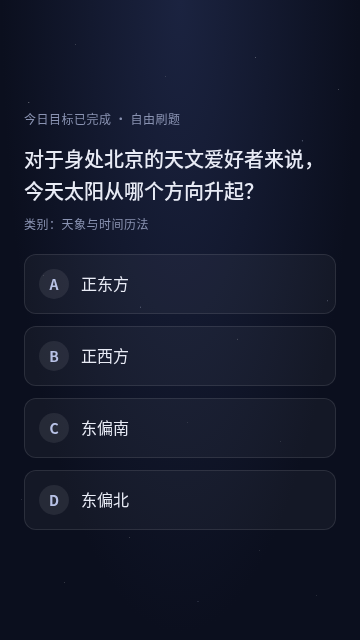 今日目标已完成 · 自由刷题
对于身处北京的天文爱好者来说，
今天太阳从哪个方向升起？
类别：天象与时间历法
A 正东方
B 正西方
C 东偏南
D 东偏北